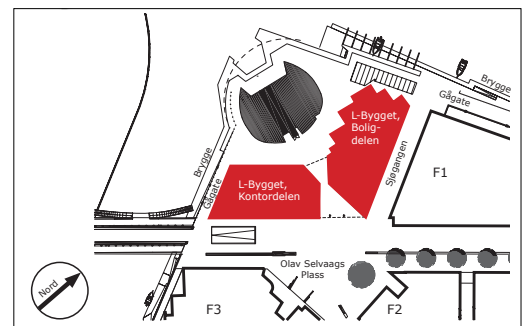 Brygge
Gågate
L-Bygget,
Bolig-
delen
Sjøgangen
F1
Brygge
Gågate
L-Bygget,
Kontordelen
Olav Selvaags
Plass
Nord
F3
F2